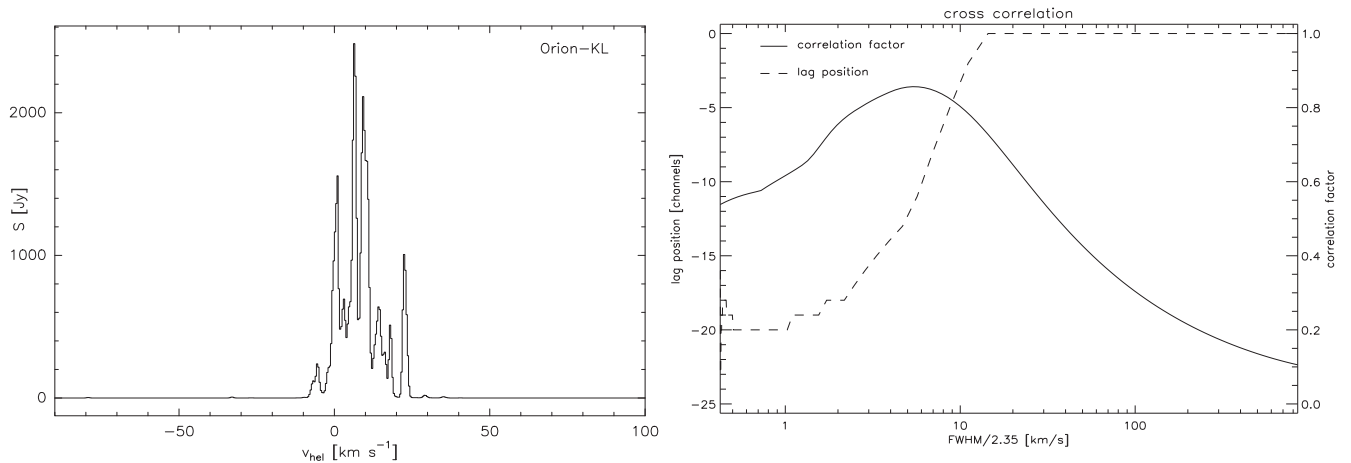 Orion−KL
S [Jy]
2000
1000
0
−50
0
50
100
v_hel [km s⁻¹]
cross correlation
correlation factor
lag position
lag position [channels]
0
−5
−10
−15
−20
−25
1.0
0.8
0.6
0.4
0.2
0.0
correlation factor
1
10
100
FWHM/2.35 [km/s]